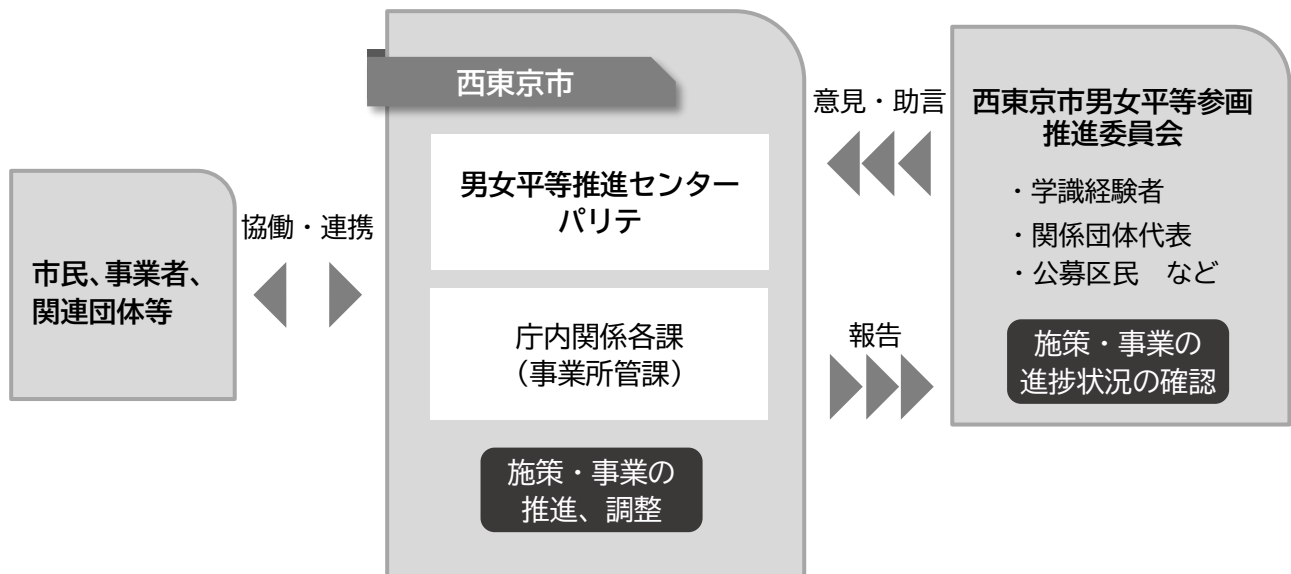 市民、事業者、
関連団体等
協働・連携
西東京市
男女平等推進センター
パリテ
庁内関係各課
（事業所管課）
施策・事業の
推進、調整
意見・助言
報告
西東京市男女平等参画
推進委員会
・学識経験者
・関係団体代表
・公募区民　など
施策・事業の
進捗状況の確認